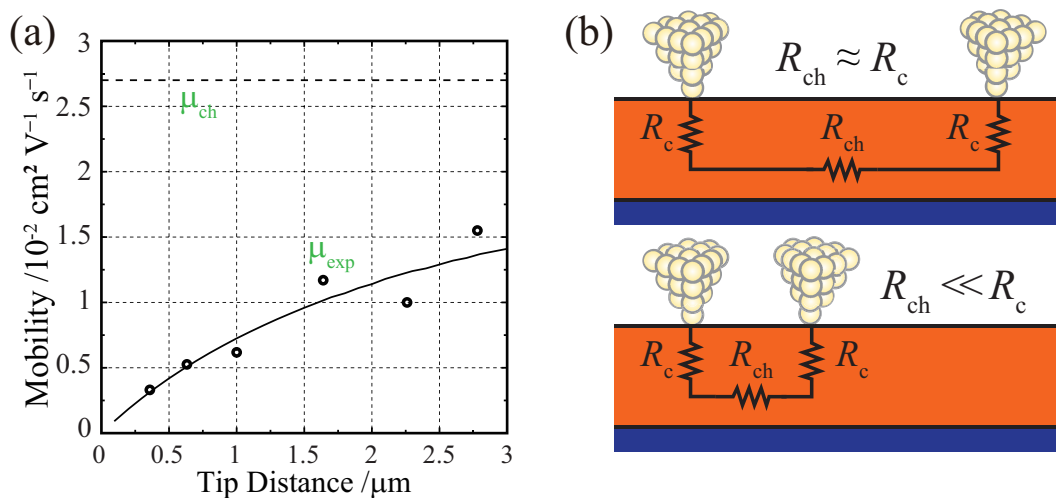 (a)
Mobility /10⁻² cm² V⁻¹ s⁻¹
3
2.5
2
1.5
1
0.5
0
μch
μexp
0 0.5 1 1.5 2 2.5 3
Tip Distance /μm
(b)
Rch ≈ Rc
Rc Rc
Rch
Rch << Rc
Rc Rch Rc